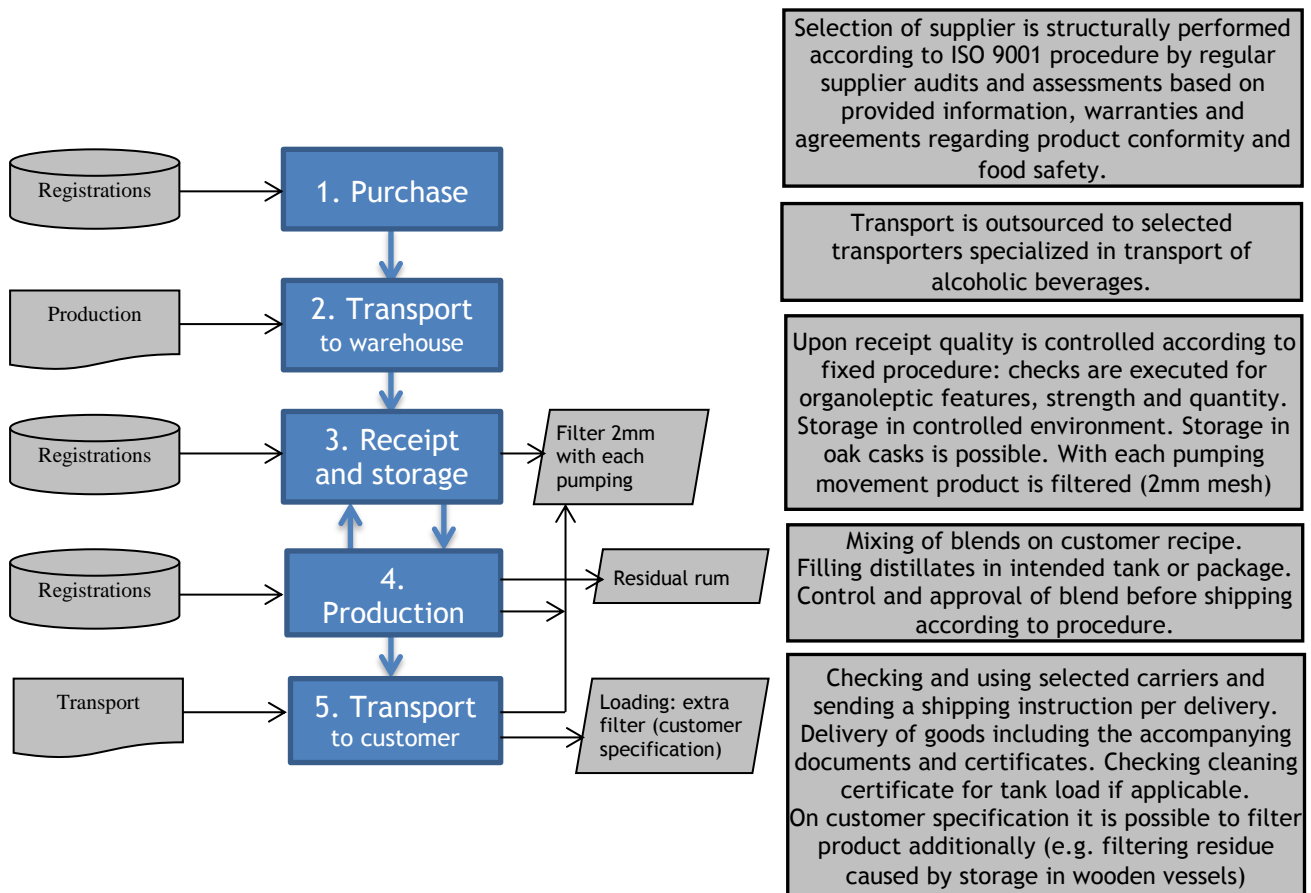 Selection of supplier is structurally performed
according to ISO 9001 procedure by regular
supplier audits and assessments based on
provided information, warranties and
agreements regarding product conformity and
food safety.
Registrations
1. Purchase
Transport is outsourced to selected
transporters specialized in transport of
alcoholic beverages.
Production
2. Transport
to warehouse
Upon receipt quality is controlled according to
fixed procedure: checks are executed for
organoleptic features, strength and quantity.
Storage in controlled environment. Storage in
oak casks is possible. With each pumping
movement product is filtered (2mm mesh)
Registrations
3. Receipt
and storage
Filter 2mm
with each
pumping
Mixing of blends on customer recipe.
Filling distillates in intended tank or package.
Control and approval of blend before shipping
according to procedure.
Registrations
4.
Production
Residual rum
Transport
5. Transport
to customer
Loading: extra
filter (customer
specification)
Checking and using selected carriers and
sending a shipping instruction per delivery.
Delivery of goods including the accompanying
documents and certificates. Checking cleaning
certificate for tank load if applicable.
On customer specification it is possible to filter
product additionally (e.g. filtering residue
caused by storage in wooden vessels)